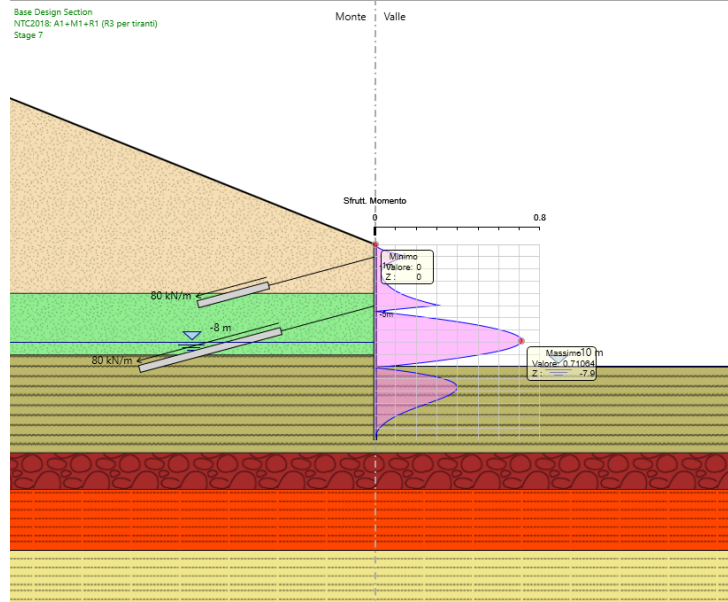 Base Design Section
NTC2018: A1+M1+R1 (R3 per tiranti)
Stage 7
Monte
Valle
Sfrutt. Momento
0
0.8
Minimo
-1m
Valore: 0
Z : 0
80 kN/m
-5m
-8 m
80 kN/m
-10 m
Massimo
Valore: 0.71064
Z : -7.9